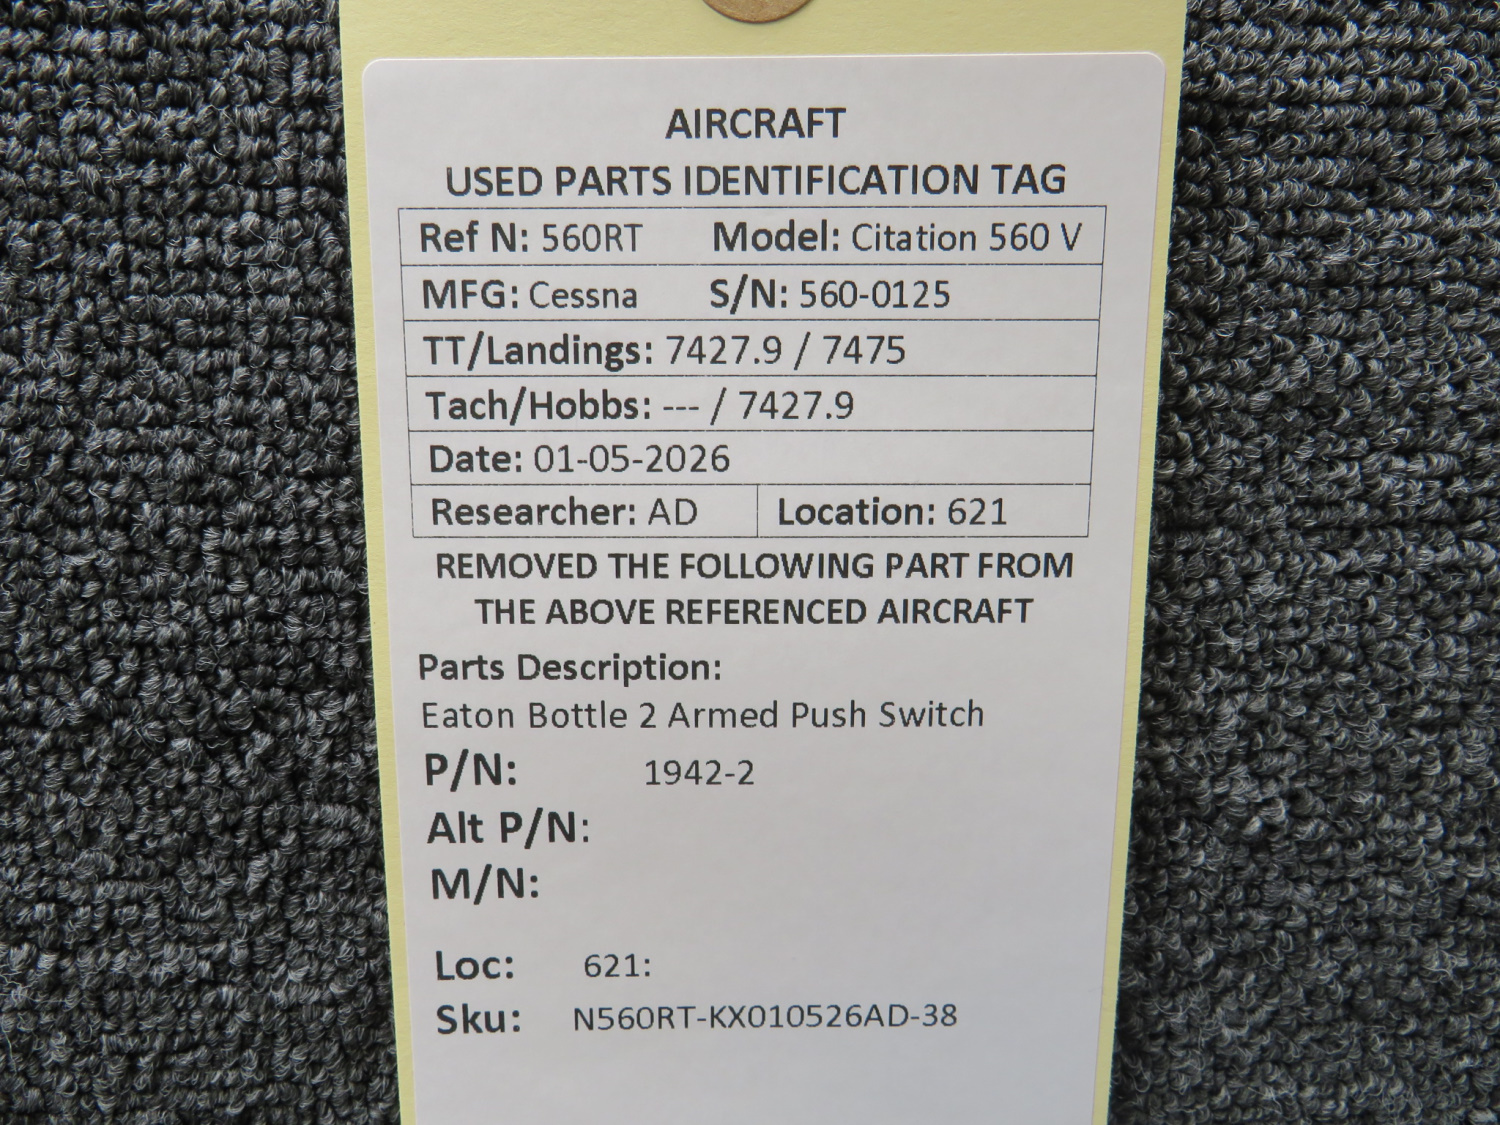 AIRCRAFT
USED PARTS IDENTIFICATION TAG
Ref N: 560RT Model: Citation 560 V
MFG: Cessna S/N: 560-0125
TT/Landings: 7427.9 / 7475
Tach/Hobbs: --- / 7427.9
Date: 01-05-2026
Researcher: AD Location: 621
REMOVED THE FOLLOWING PART FROM
THE ABOVE REFERENCED AIRCRAFT
Parts Description:
Eaton Bottle 2 Armed Push Switch
P/N: 1942-2
Alt P/N:
M/N:
Loc: 621:
Sku: N560RT-KX010526AD-38